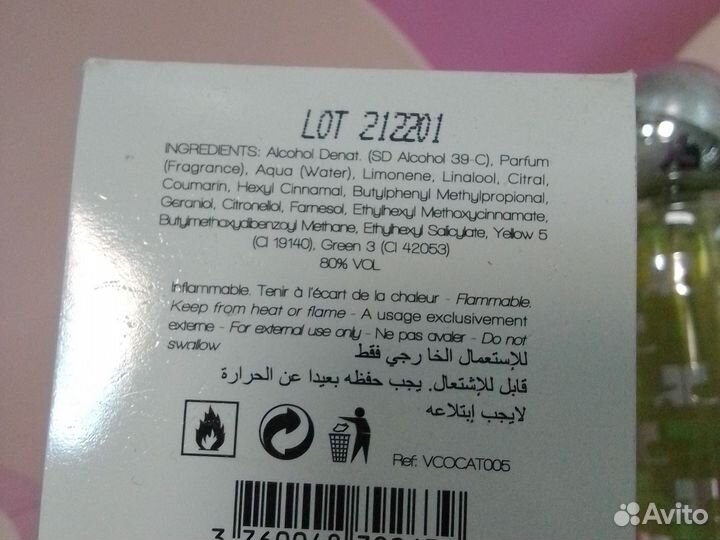 LOT 212201
INGREDIENTS: Alcohol Denat. (SD Alcohol 39-C), Parfum
(Fragrance), Aqua (Water), Limonene, Linalool, Citral,
Coumarin, Hexyl Cinnamal, Butylphenyl Methylpropional,
Geraniol, Citronellol, Farnesol, Ethylhexyl Methoxycinnamate,
Butylmethoxydibenzoyl Methane, Ethylhexyl Salicylate, Yellow 5
(CI 19140), Green 3 (CI 42053)
80% VOL
Inflammable. Tenir à l'écart de la chaleur - Flammable.
Keep from heat or flame - A usage exclusivement
externe - For external use only - Ne pas avaler - Do not
swallow
للإستعمال الخارجي فقط
قابل للإشتعال. يجب حفظه بعيدا عن الحرارة
لايجب إبتلاعه
Ref: VCOCAT005
Avito